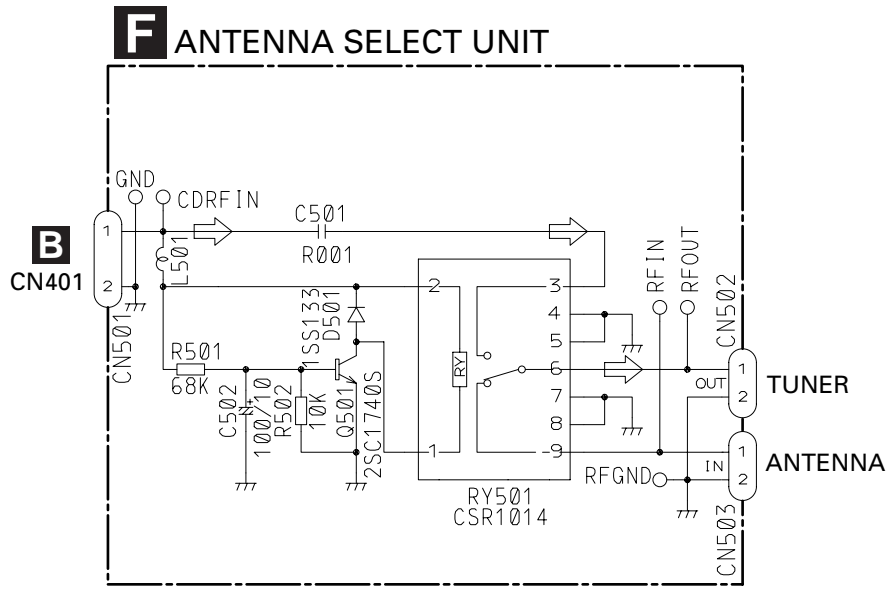 F ANTENNA SELECT UNIT
GND
CDRFIN
B
CN401
1
2
CN501
L501
C501
R001
R501
68K
C502
100/10
+
R502
10K
1SS133
D501
Q501
2SC1740S
2
1
RY
3
4
5
6
7
8
9
RY501
CSR1014
RFIN
RFOUT
RFGND
CN502
OUT
1
2
TUNER
IN
1
2
ANTENNA
CN503